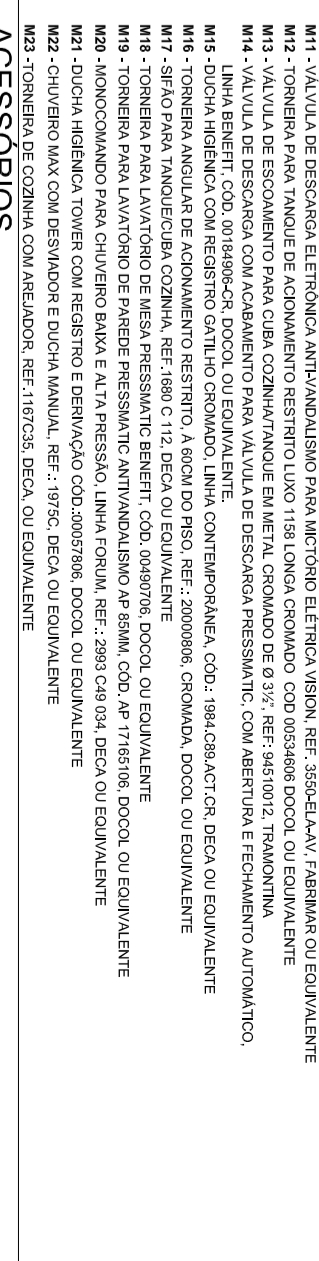 M11 - VÁLVULA DE DESCARGA ELETRÔNICA ANTI-VANDALISMO PARA MICTÓRIO ELÉTRICA VISION, REF. 3550-ELA-AV, FABRIMAR OU EQUIVALENTE
M12 - TORNEIRA PARA TANQUE DE ACIONAMENTO RESTRITO LUXO 1158 LONGA CROMADO COD 00534606 DOCOL OU EQUIVALENTE
M13 - VÁLVULA DE ESCOAMENTO PARA CUBA COZINHA/TANQUE EM METAL CROMADO DE Ø 3½", REF: 94510012, TRAMONTINA
M14 - VÁLVULA DE DESCARGA COM ACABAMENTO PARA VÁLVULA DE DESCARGA PRESSMATIC, COM ABERTURA E FECHAMENTO AUTOMÁTICO,
LINHA BENEFIT, CÓD. 00184906-CR, DOCOL OU EQUIVALENTE.
M15 - DUCHA HIGIÊNICA COM REGISTRO GATILHO CROMADO, LINHA CONTEMPORÂNEA, CÓD.: 1984.C89.ACT.CR, DECA OU EQUIVALENTE
M16 - TORNEIRA ANGULAR DE ACIONAMENTO RESTRITO, À 60CM DO PISO, REF.: 20000806, CROMADA, DOCOL OU EQUIVALENTE
M17 - SIFÃO PARA TANQUE/CUBA COZINHA, REF.1680 C 112, DECA OU EQUIVALENTE
M18 - TORNEIRA PARA LAVATÓRIO DE MESA PRESSMATIC BENEFIT, CÓD. 00490706, DOCOL OU EQUIVALENTE
M19 - TORNEIRA PARA LAVATÓRIO DE PAREDE PRESSMATIC ANTIVANDALISMO AP 85MM, CÓD. AP 17165106, DOCOL OU EQUIVALENTE
M20 -MONOCOMANDO PARA CHUVEIRO BAIXA E ALTA PRESSÃO, LINHA FORUM, REF.: 2993 C49 034, DECA OU EQUIVALENTE
M21 - DUCHA HIGIÊNICA TOWER COM REGISTRO E DERIVAÇÃO CÓD.:00057806, DOCOL OU EQUIVALENTE
M22 - CHUVEIRO MAX COM DESVIADOR E DUCHA MANUAL, REF.: 1975C, DECA OU EQUIVALENTE
M23 -TORNEIRA DE COZINHA COM AREJADOR, REF.1167C35, DECA, OU EQUIVALENTE
ACESSÓRIOS